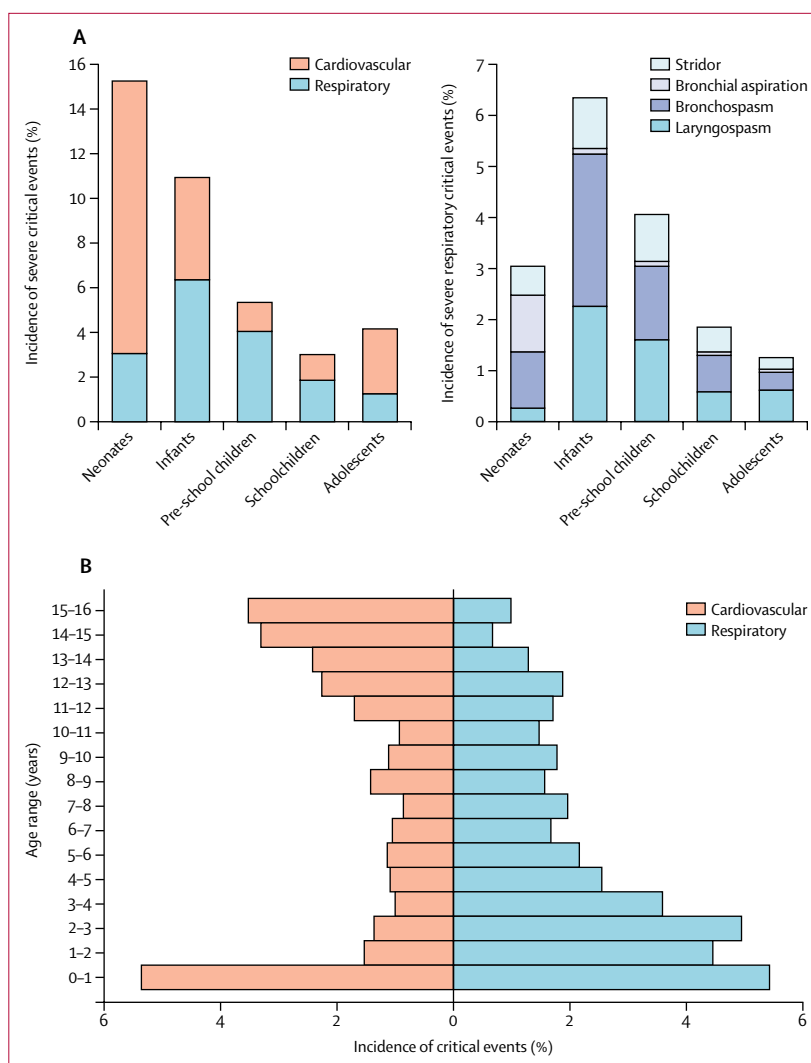 A
16
14
12
10
8
6
4
2
0
Incidence of severe critical events (%)
Cardiovascular
Respiratory
Neonates
Infants
Pre-school children
Schoolchildren
Adolescents
7
6
5
4
3
2
1
0
Incidence of severe respiratory critical events (%)
Stridor
Bronchial aspiration
Bronchospasm
Laryngospasm
Neonates
Infants
Pre-school children
Schoolchildren
Adolescents
B
Age range (years)
15–16
14–15
13–14
12–13
11–12
10–11
9–10
8–9
7–8
6–7
5–6
4–5
3–4
2–3
1–2
0–1
Cardiovascular
Respiratory
6 4 2 0 2 4 6
Incidence of critical events (%)